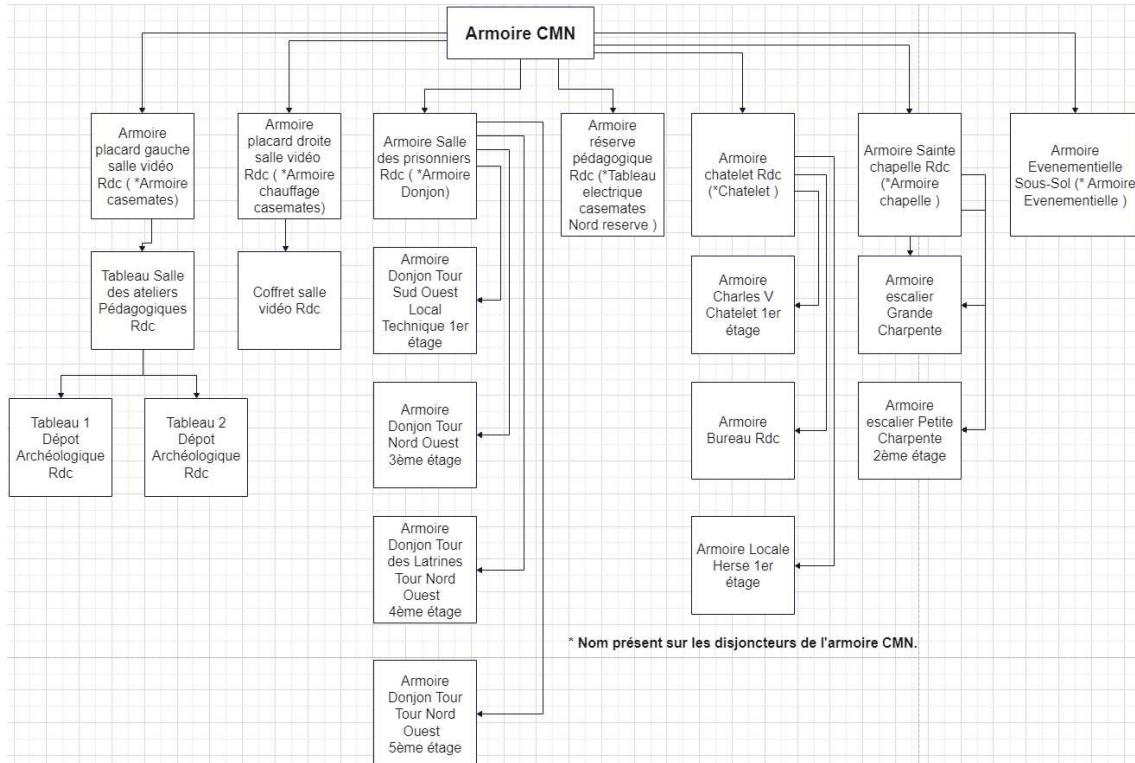 Armoire CMN
Armoire
placard gauche
salle vidéo
Rdc ( *Armoire
casemates)
Armoire
placard droite
salle vidéo
Rdc ( *Armoire
chauffage
casemates)
Armoire Salle
des prisonniers
Rdc ( *Armoire
Donjon)
Armoire
réserve
pédagogique
Rdc (*Tableau
electrique
casemates
Nord reserve )
Armoire
chatelet Rdc
(*Chatelet )
Armoire Sainte
chapelle Rdc
(*Armoire
chapelle )
Armoire
Evenementielle
Sous-Sol (* Armoire
Evenementielle )
Tableau Salle
des ateliers
Pédagogiques
Rdc
Coffret salle
vidéo Rdc
Armoire
Donjon Tour
Sud Ouest
Local
Technique 1er
étage
Armoire
Charles V
Chatelet 1er
étage
Armoire
escalier
Grande
Charpente
Tableau 1
Dépot
Archéologique
Rdc
Tableau 2
Dépot
Archéologique
Rdc
Armoire
Donjon Tour
Nord Ouest
3ème étage
Armoire
Bureau Rdc
Armoire
escalier Petite
Charpente
2ème étage
Armoire
Donjon Tour
des Latrines
Tour Nord
Ouest
4ème étage
Armoire Locale
Herse 1er
étage
* Nom présent sur les disjoncteurs de l'armoire CMN.
Armoire
Donjon Tour
Tour Nord
Ouest
5ème étage